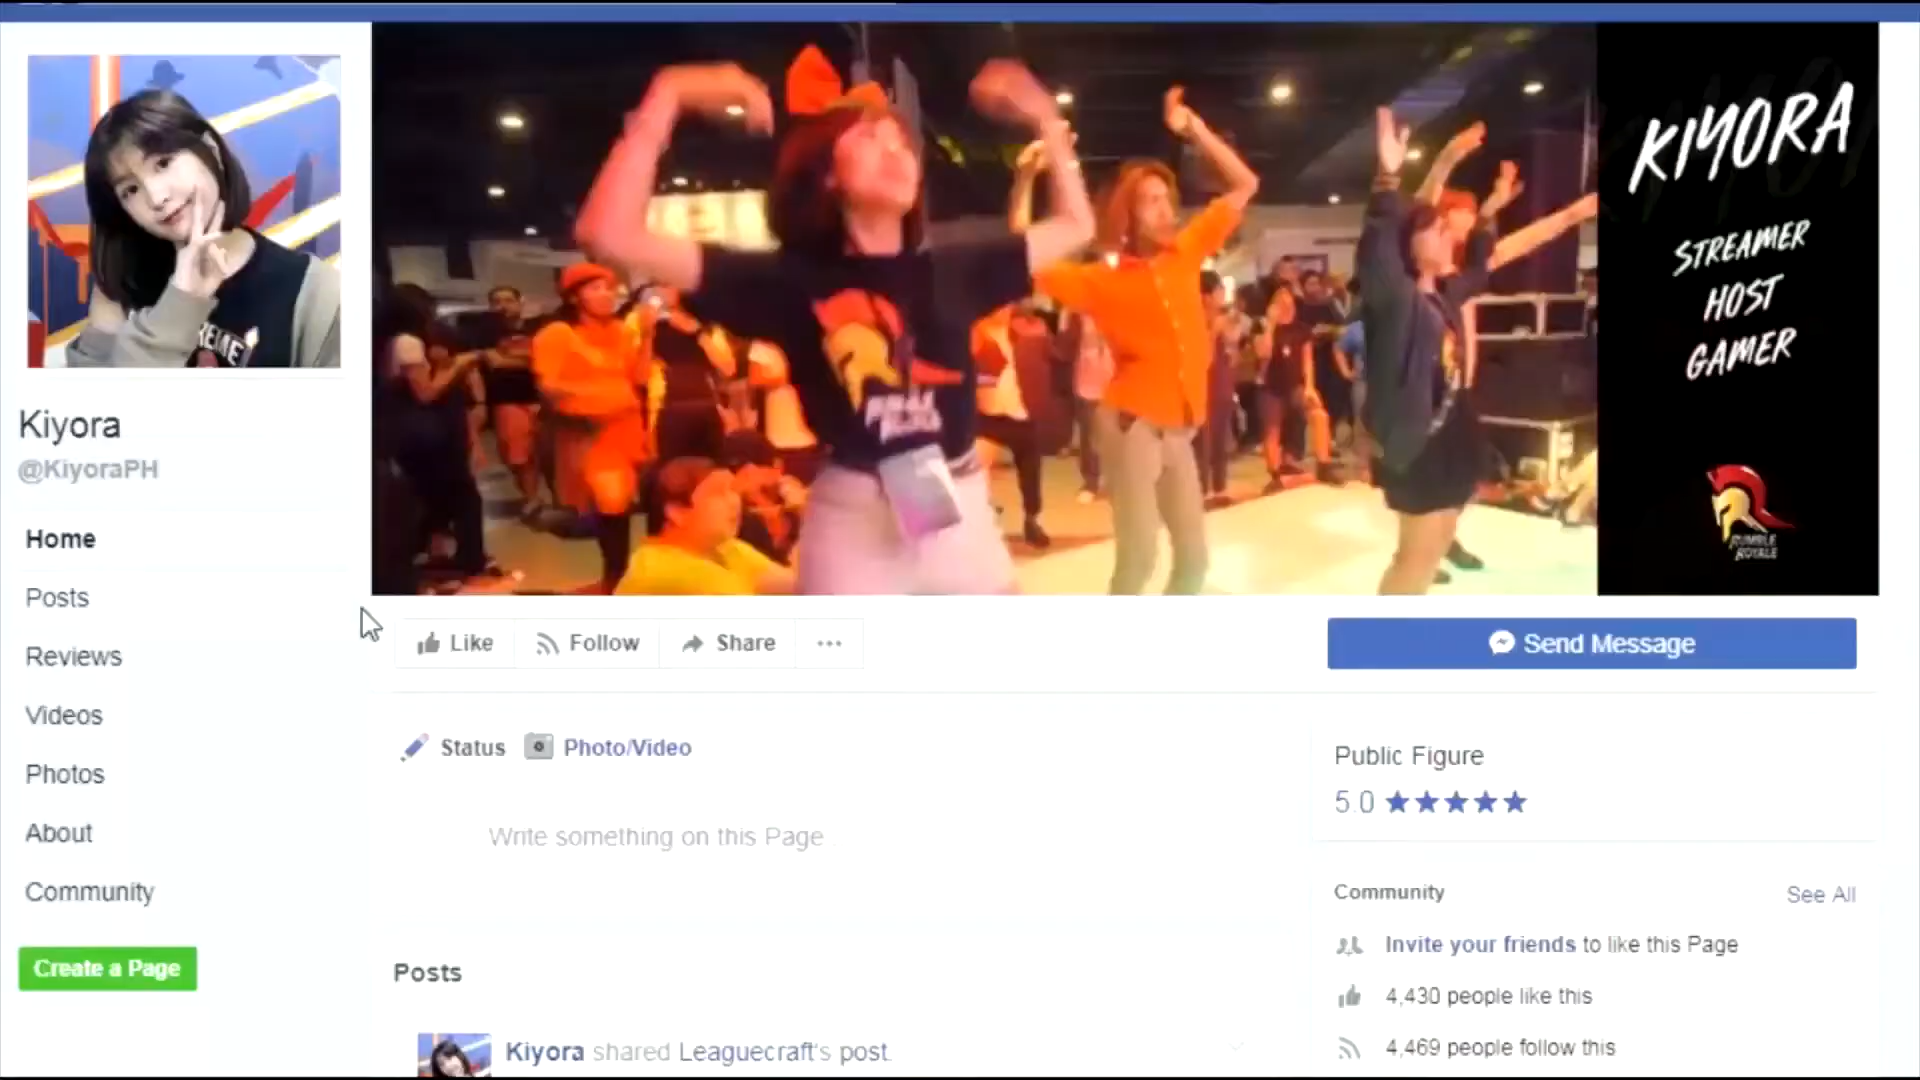 KIYORA
STREAMER
HOST
GAMER
RUMBLE
ROYALE
Kiyora
@KiyoraPH
Home
Posts
Reviews
Videos
Photos
About
Community
Create a Page
Like
Follow
Share
Send Message
Status
Photo/Video
Write something on this Page
Posts
Kiyora shared Leaguecraft's post.
Public Figure
5.0
Community
See All
Invite your friends to like this Page
4,430 people like this
4,469 people follow this